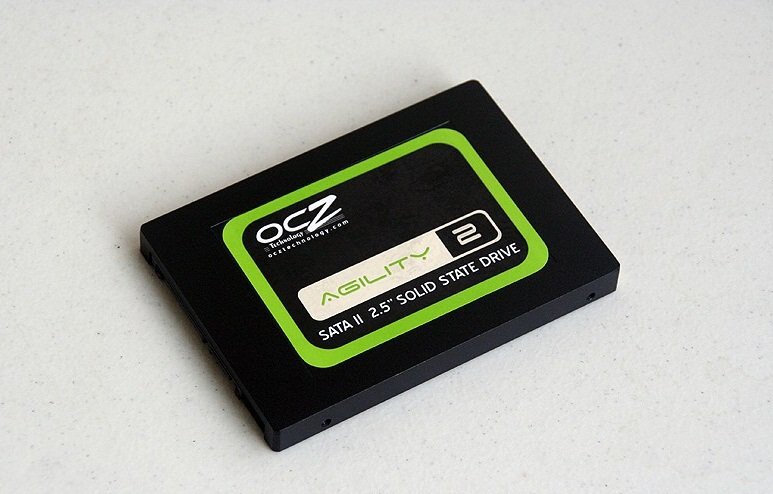 OCZ
Technology
ocztechnology.com
AGILITY 2
SATA II 2.5" SOLID STATE DRIVE